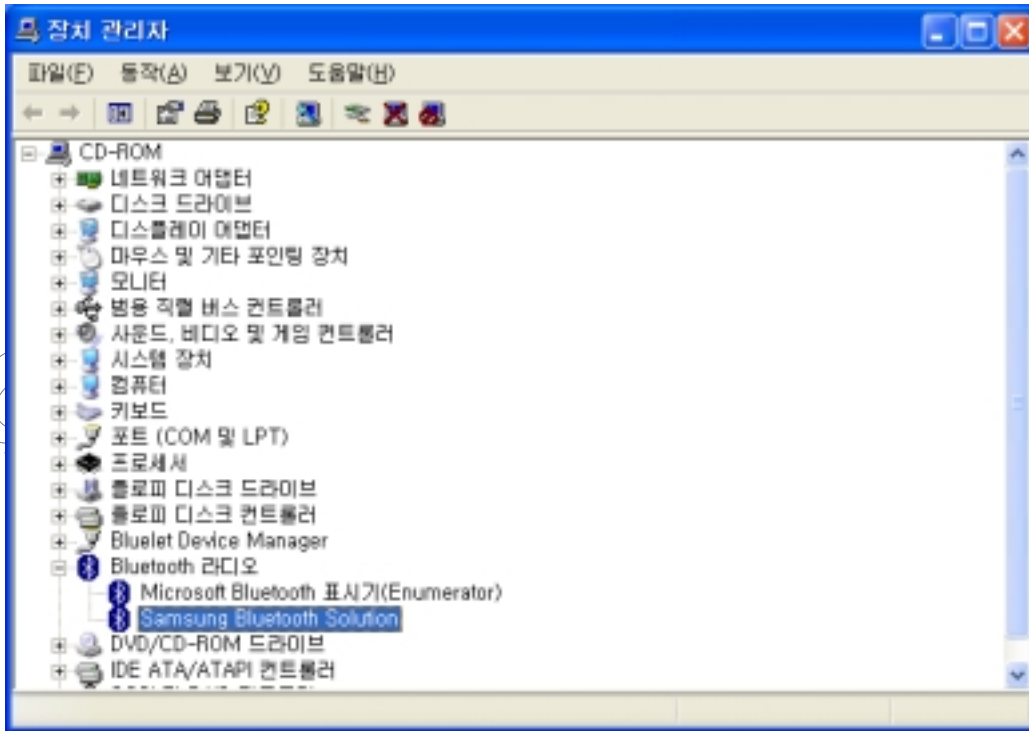 장치 관리자
파일(F) 동작(A) 보기(V) 도움말(H)
CD-ROM
네트워크 어댑터
디스크 드라이브
디스플레이 어댑터
마우스 및 기타 포인팅 장치
모니터
범용 직렬 버스 컨트롤러
사운드, 비디오 및 게임 컨트롤러
시스템 장치
컴퓨터
키보드
포트 (COM 및 LPT)
프로세서
플로피 디스크 드라이브
플로피 디스크 컨트롤러
Bluelet Device Manager
Bluetooth 라디오
Microsoft Bluetooth 표시기(Enumerator)
Samsung Bluetooth Solution
DVD/CD-ROM 드라이브
IDE ATA/ATAPI 컨트롤러